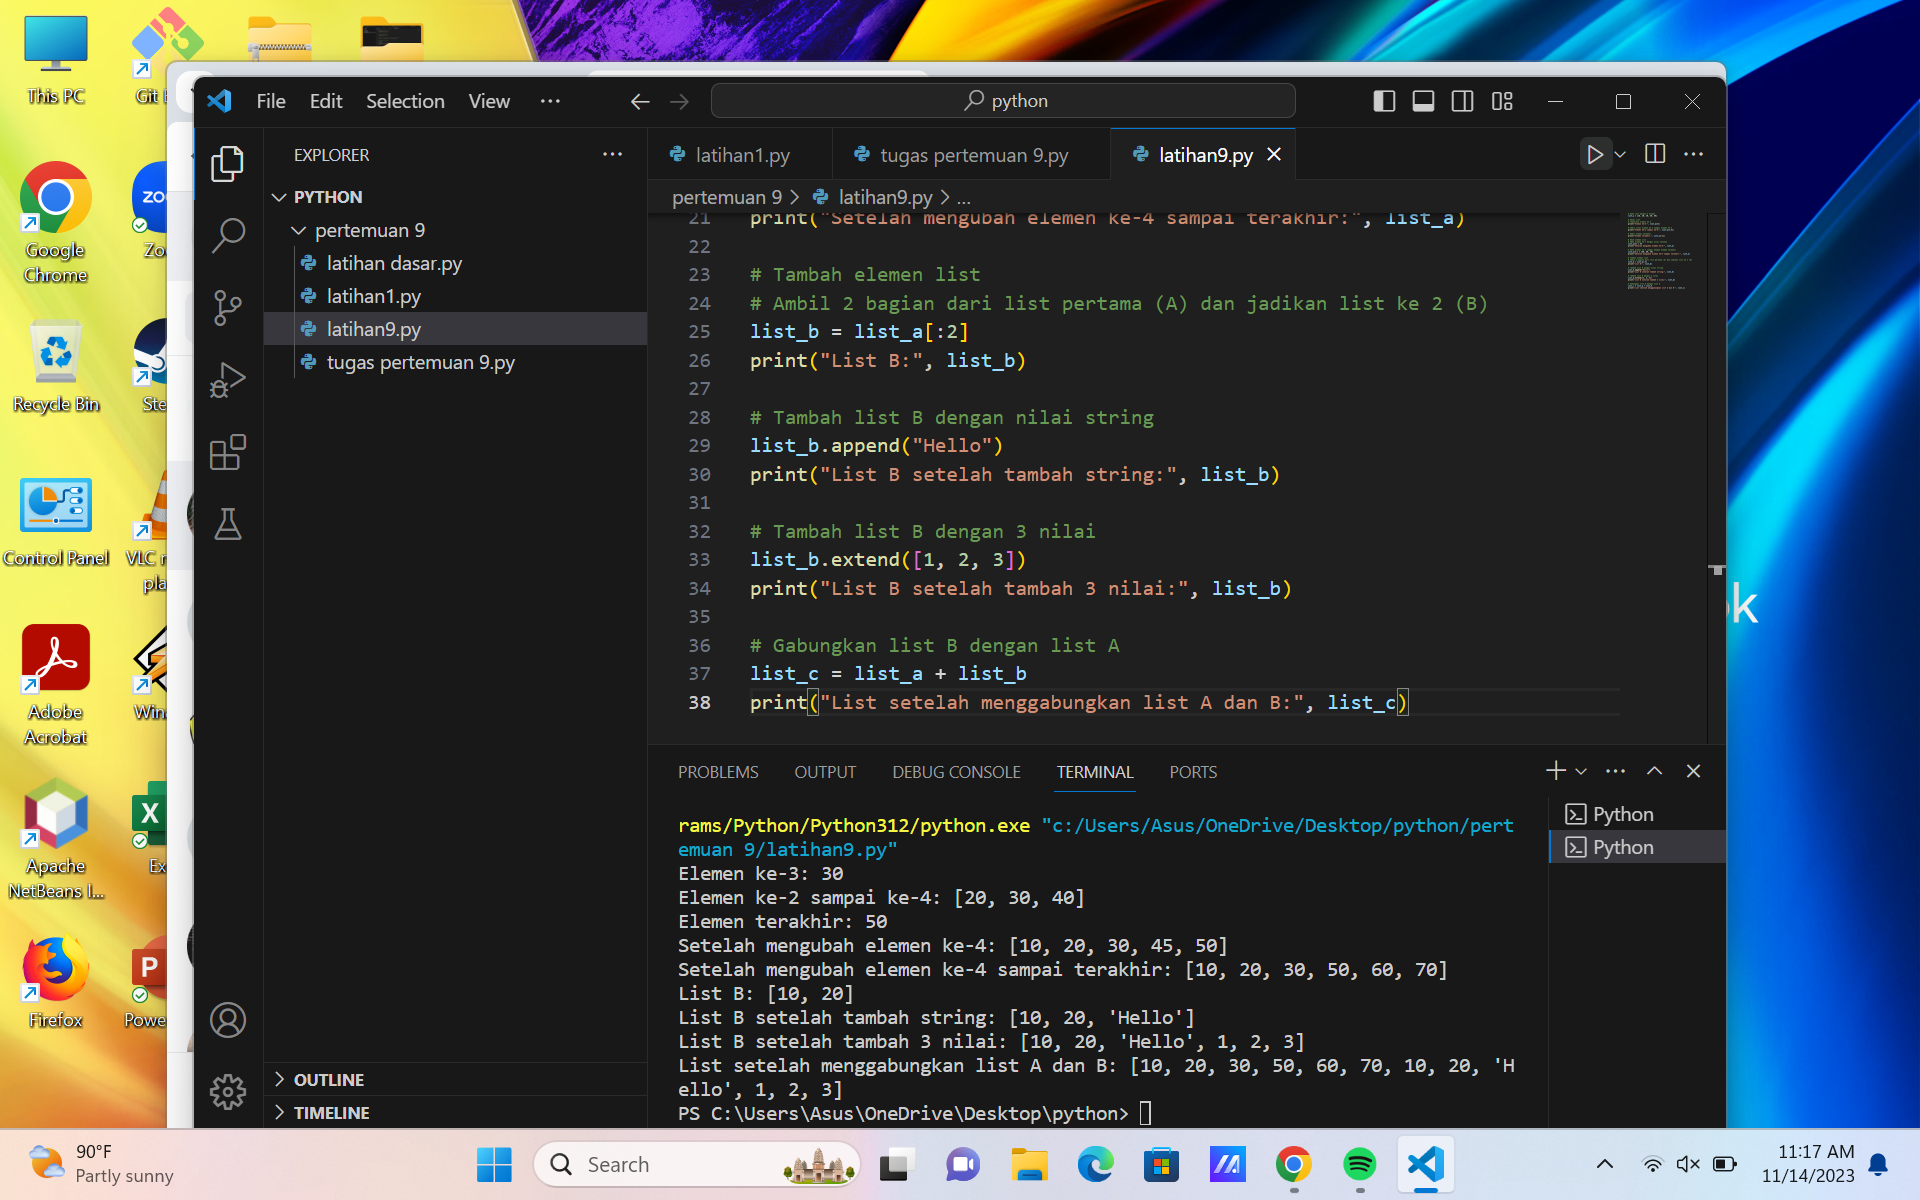 This PC
Git
Google
Chrome
Zo
Recycle Bin
Ste
Control Panel
VLC
pla
Adobe
Acrobat
Win
Apache
NetBeans I...
Ex
Firefox
Powe
File Edit Selection View ...
python
EXPLORER
PYTHON
pertemuan 9
latihan dasar.py
latihan1.py
latihan9.py
tugas pertemuan 9.py
OUTLINE
TIMELINE
latihan1.py tugas pertemuan 9.py latihan9.py
pertemuan 9 > latihan9.py > ...
21 print("Setelah mengubah elemen ke-4 sampai terakhir:", list_a)
22
23 # Tambah elemen list
24 # Ambil 2 bagian dari list pertama (A) dan jadikan list ke 2 (B)
25 list_b = list_a[:2]
26 print("List B:", list_b)
27
28 # Tambah list B dengan nilai string
29 list_b.append("Hello")
30 print("List B setelah tambah string:", list_b)
31
32 # Tambah list B dengan 3 nilai
33 list_b.extend([1, 2, 3])
34 print("List B setelah tambah 3 nilai:", list_b)
35
36 # Gabungkan list B dengan list A
37 list_c = list_a + list_b
38 print("List setelah menggabungkan list A dan B:", list_c)
PROBLEMS OUTPUT DEBUG CONSOLE TERMINAL PORTS
Python
Python
rams/Python/Python312/python.exe "c:/Users/Asus/OneDrive/Desktop/python/pert
emuan 9/latihan9.py"
Elemen ke-3: 30
Elemen ke-2 sampai ke-4: [20, 30, 40]
Elemen terakhir: 50
Setelah mengubah elemen ke-4: [10, 20, 30, 45, 50]
Setelah mengubah elemen ke-4 sampai terakhir: [10, 20, 30, 50, 60, 70]
List B: [10, 20]
List B setelah tambah string: [10, 20, 'Hello']
List B setelah tambah 3 nilai: [10, 20, 'Hello', 1, 2, 3]
List setelah menggabungkan list A dan B: [10, 20, 30, 50, 60, 70, 10, 20, 'H
ello', 1, 2, 3]
PS C:\Users\Asus\OneDrive\Desktop\python>
90°F
Partly sunny
Search
11:17 AM
11/14/2023